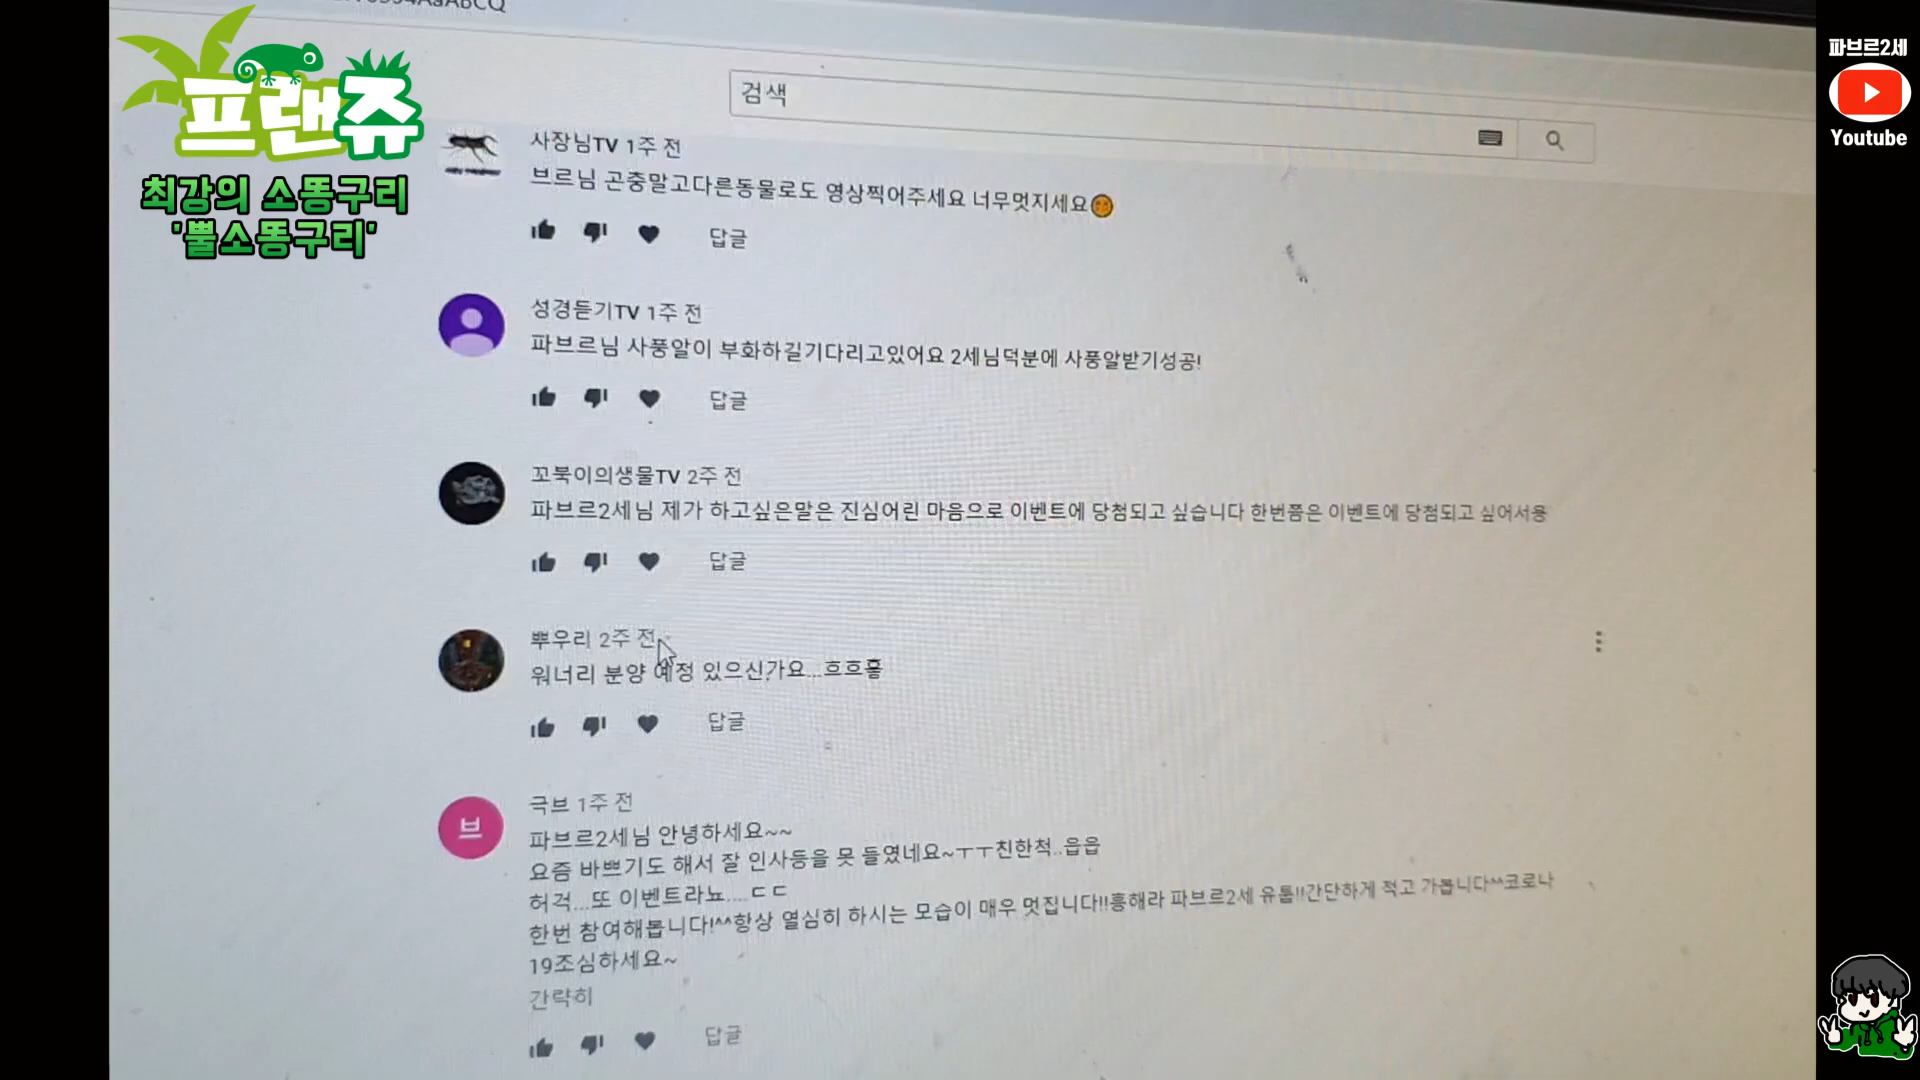 프랜쥬
최강의 소똥구리
'뿔소똥구리'
파브르2세
Youtube
검색
사장님TV 1주 전
브르님 곤충말고다른동물로도 영상찍어주세요 너무멋지세요
답글
성경듣기TV 1주 전
파브르님 사풍알이 부화하길기다리고있어요 2세님덕분에 사풍알받기성공!
답글
꼬북이의생물TV 2주 전
파브르2세님 제가 하고싶은말은 진심어린 마음으로 이벤트에 당첨되고 싶습니다 한번쯤은 이벤트에 당첨되고 싶어서용
답글
뿌우리 2주 전
워너리 분양 예정 있으신가요...흐흐흫
답글
브
극브 1주 전
파브르2세님 안녕하세요~~
요즘 바쁘기도 해서 잘 인사등을 못 들였네요~ㅜㅜ친한척..읍읍
허걱...또 이벤트라뇨....ㄷㄷ
한번 참여해봅니다!^^항상 열심히 하시는 모습이 매우 멋집니다!!흥해라 파브르2세 유툽!!간단하게 적고 가봅니다^^코로나
19조심하세요~
간략히
답글